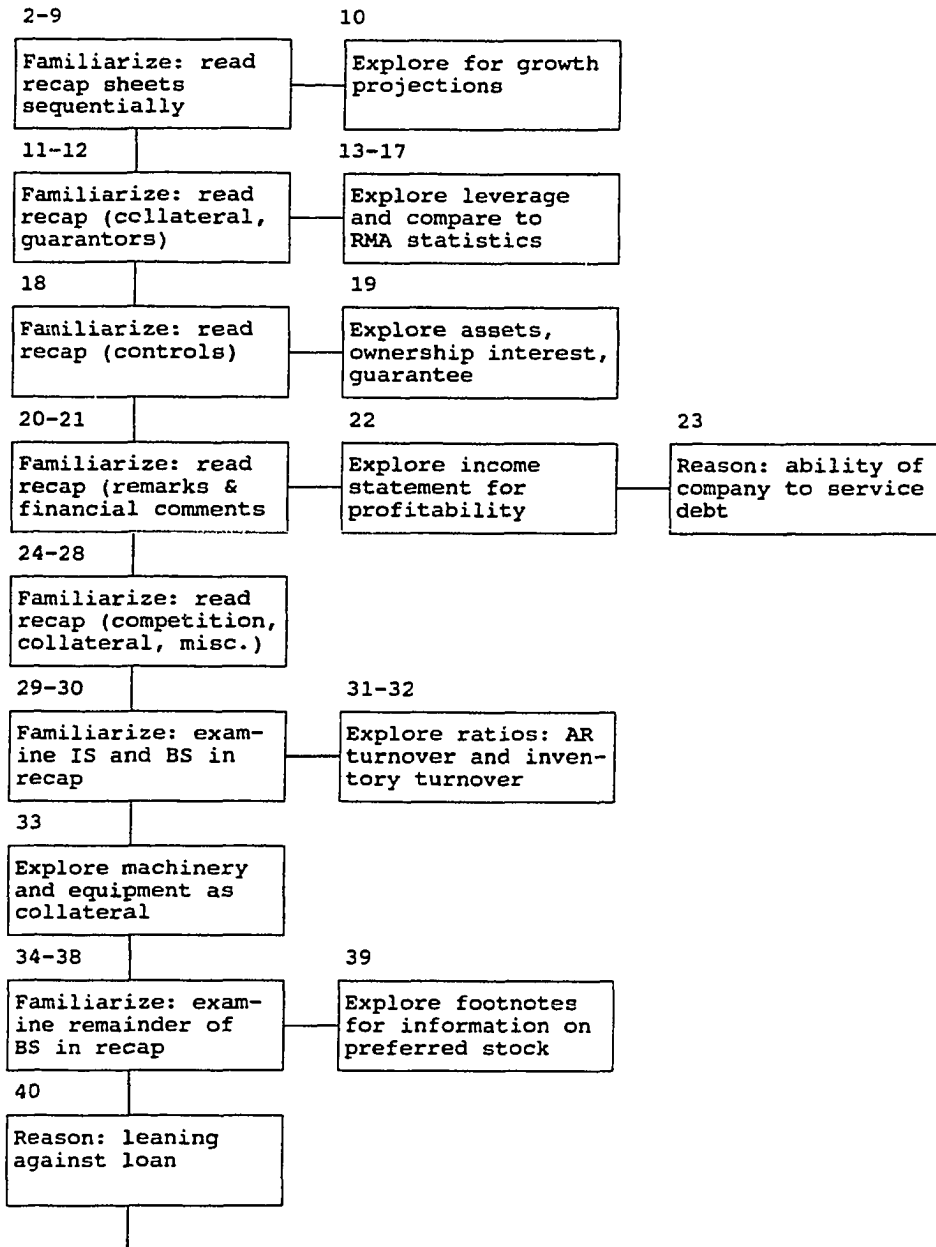 2-9
Familiarize: read
recap sheets
sequentially
10
Explore for growth
projections
11-12
Familiarize: read
recap (collateral,
guarantors)
13-17
Explore leverage
and compare to
RMA statistics
18
Familiarize: read
recap (controls)
19
Explore assets,
ownership interest,
guarantee
20-21
Familiarize: read
recap (remarks &
financial comments
22
Explore income
statement for
profitability
23
Reason: ability of
company to service
debt
24-28
Familiarize: read
recap (competition,
collateral, misc.)
29-30
Familiarize: exam-
ine IS and BS in
recap
31-32
Explore ratios: AR
turnover and inven-
tory turnover
33
Explore machinery
and equipment as
collateral
34-38
Familiarize: exam-
ine remainder of
BS in recap
39
Explore footnotes
for information on
preferred stock
40
Reason: leaning
against loan